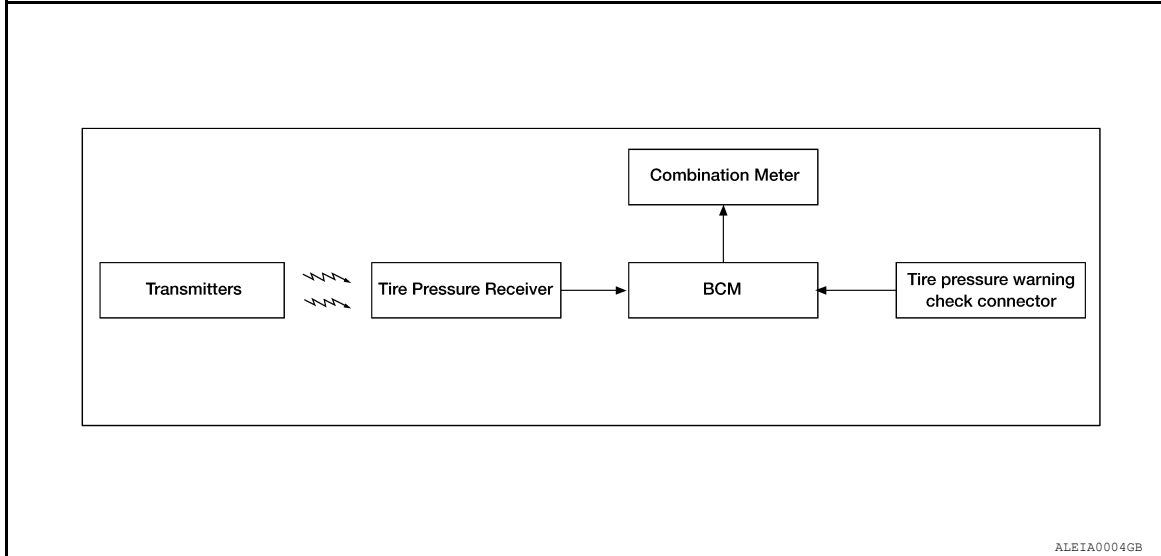 Combination Meter
Transmitters
Tire Pressure Receiver
BCM
Tire pressure warning
check connector
ALEIA0004GB